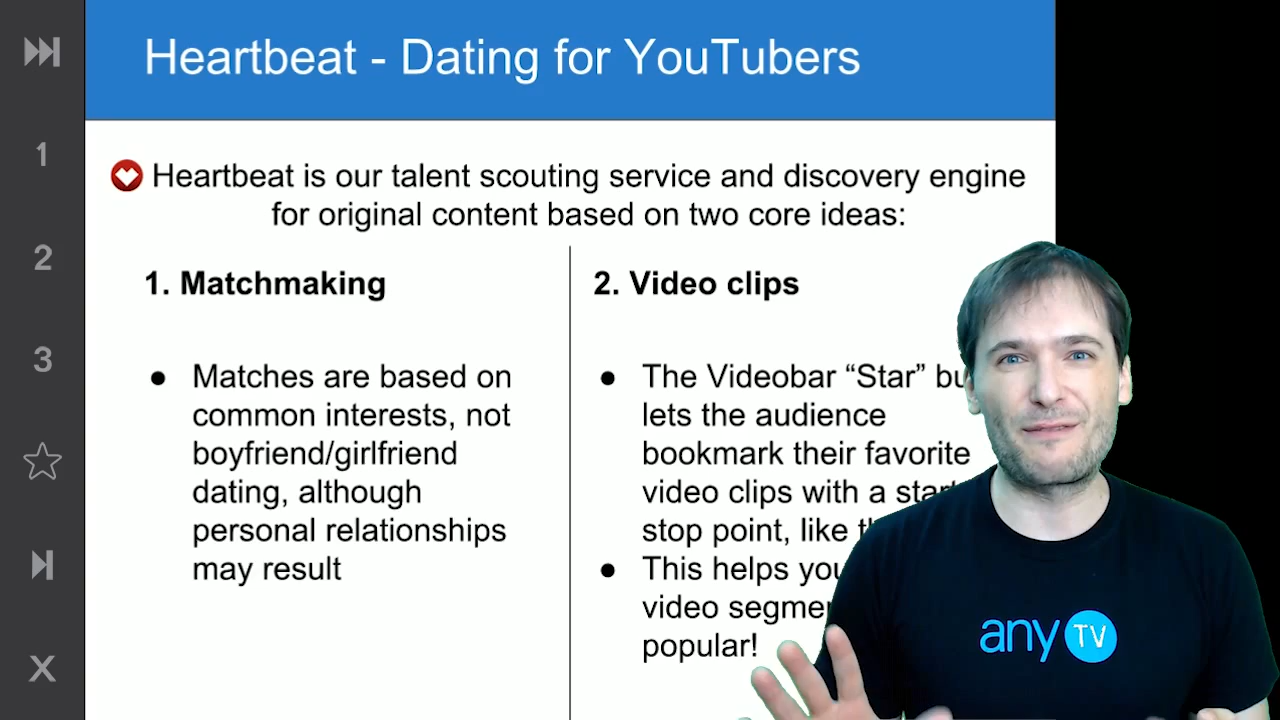 Heartbeat - Dating for YouTubers
Heartbeat is our talent scouting service and discovery engine
for original content based on two core ideas:
1. Matchmaking
● Matches are based on
common interests, not
boyfriend/girlfriend
dating, although
personal relationships
may result
2. Video clips
● The Videobar “Star”
lets the audience
bookmark their favorite
video clips with a
stop point, like
● This helps you
video
popular!
1
2
3
X
any TV